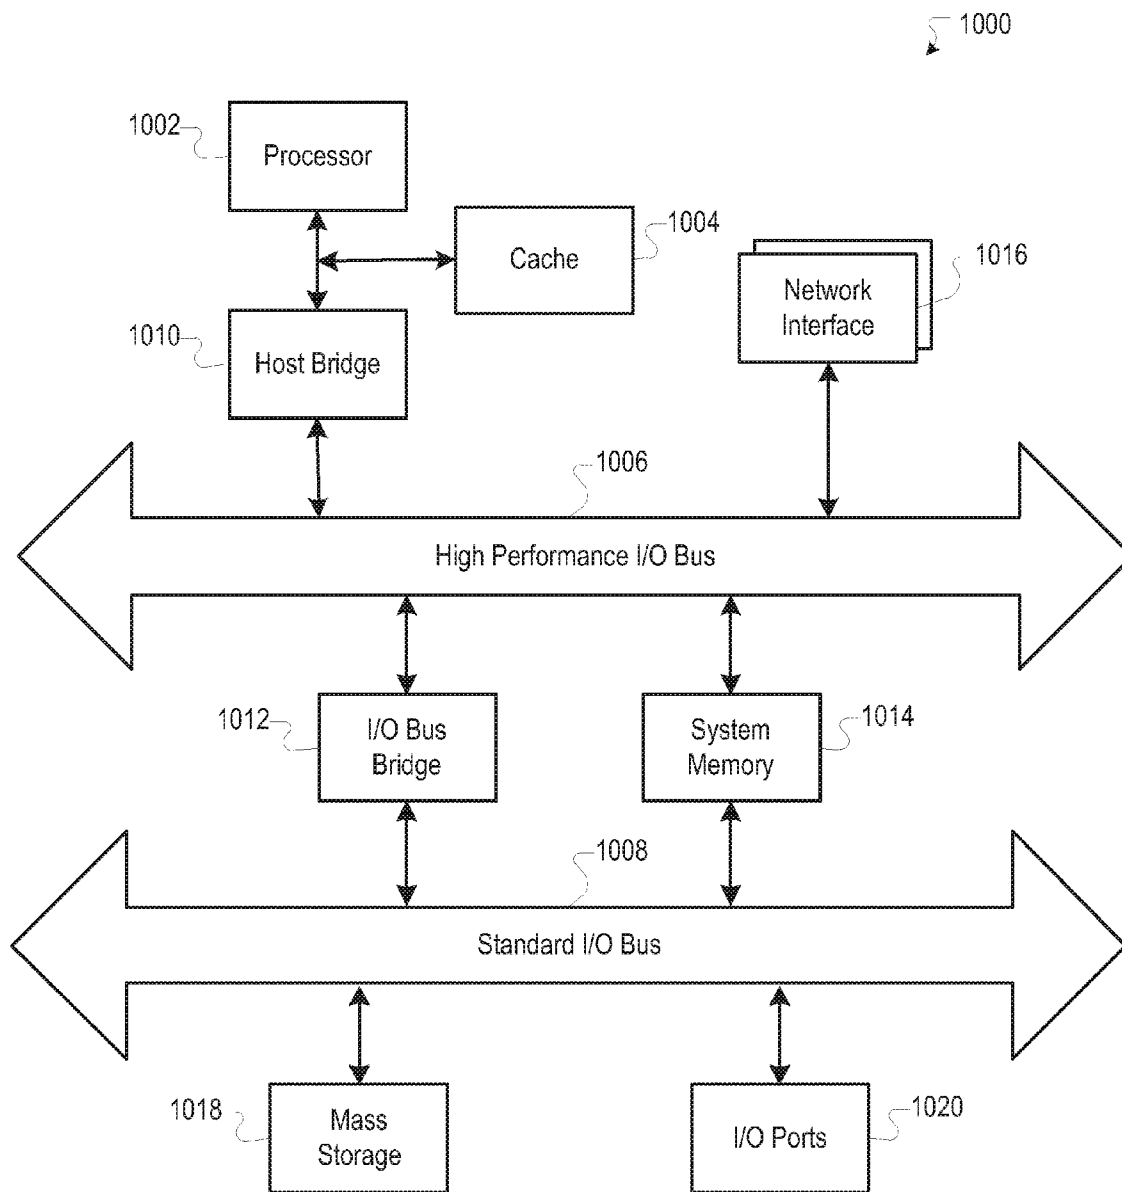 1000
1002
Processor
1004
Cache
1016
Network
Interface
1010
Host Bridge
1006
High Performance I/O Bus
1012
I/O Bus
Bridge
System
Memory
1014
1008
Standard I/O Bus
1018
Mass
Storage
I/O Ports
1020